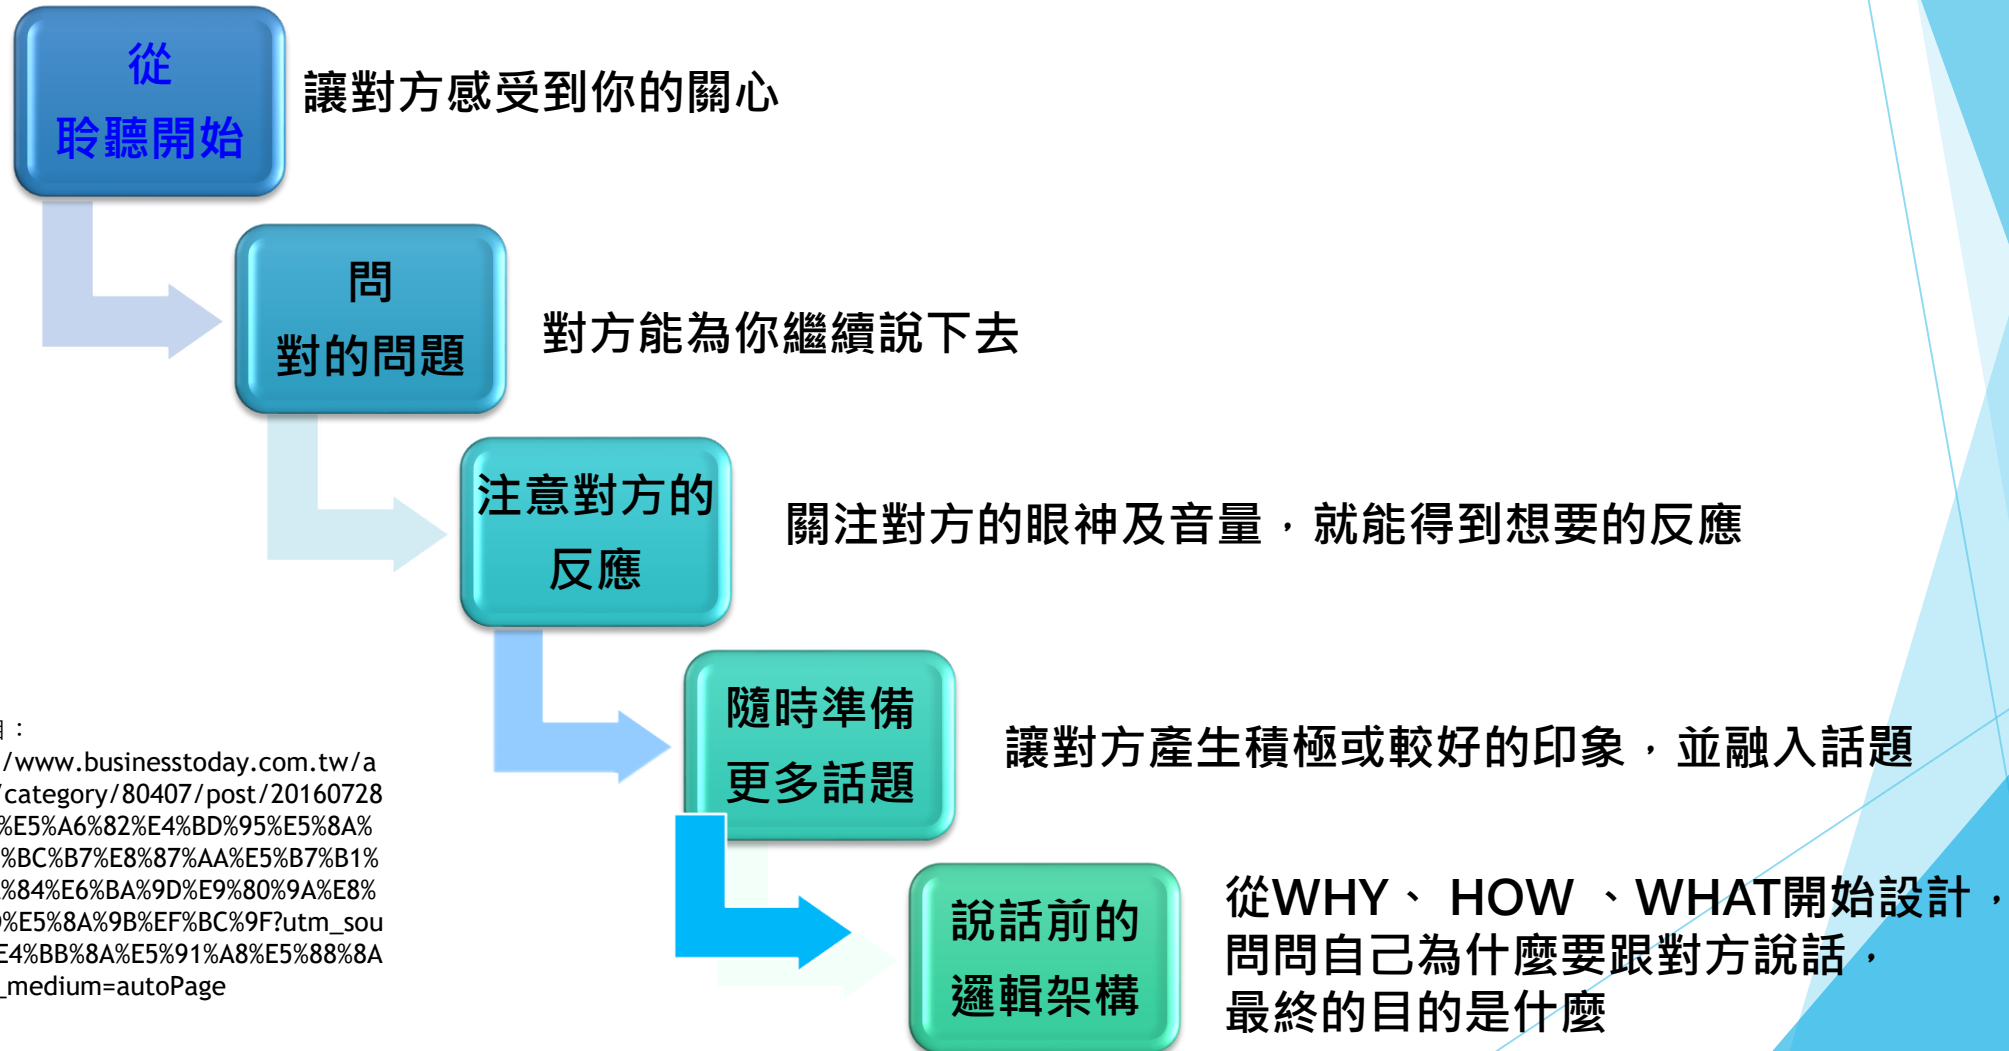 從
聆聽開始
讓對方感受到你的關心
問
對的問題
對方能為你繼續說下去
注意對方的
反應
關注對方的眼神及音量，就能得到想要的反應
隨時準備
更多話題
讓對方產生積極或較好的印象，並融入話題
說話前的
邏輯架構
從WHY、 HOW 、WHAT開始設計，
問問自己為什麼要跟對方說話，
最終的目的是什麼
：
/www.businesstoday.com.tw/a
/category/80407/post/20160728
%E5%A6%82%E4%BD%95%E5%8A%
%BC%B7%E8%87%AA%E5%B7%B1%
%84%E6%BA%9D%E9%80%9A%E8%
%E5%8A%9B%EF%BC%9F?utm_sou
E4%BB%8A%E5%91%A8%E5%88%8A
_medium=autoPage